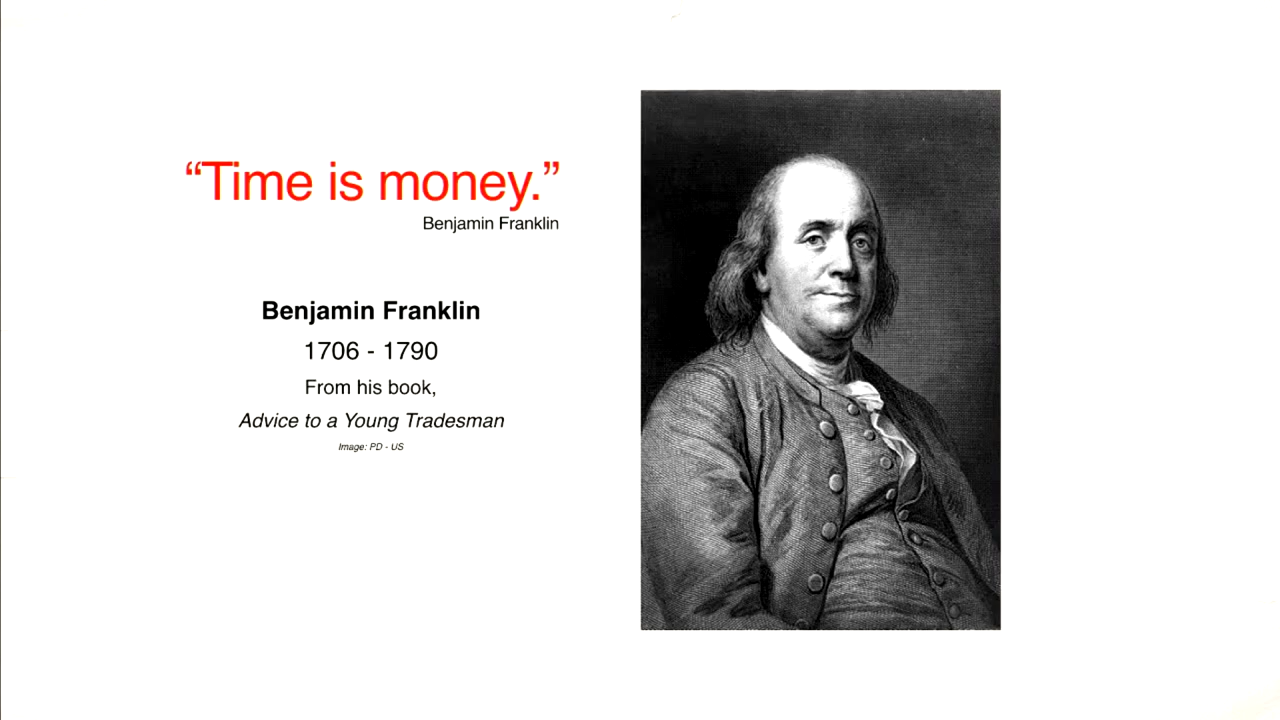 “Time is money.”
Benjamin Franklin
Benjamin Franklin
1706 - 1790
From his book,
Advice to a Young Tradesman
Image: PD - US